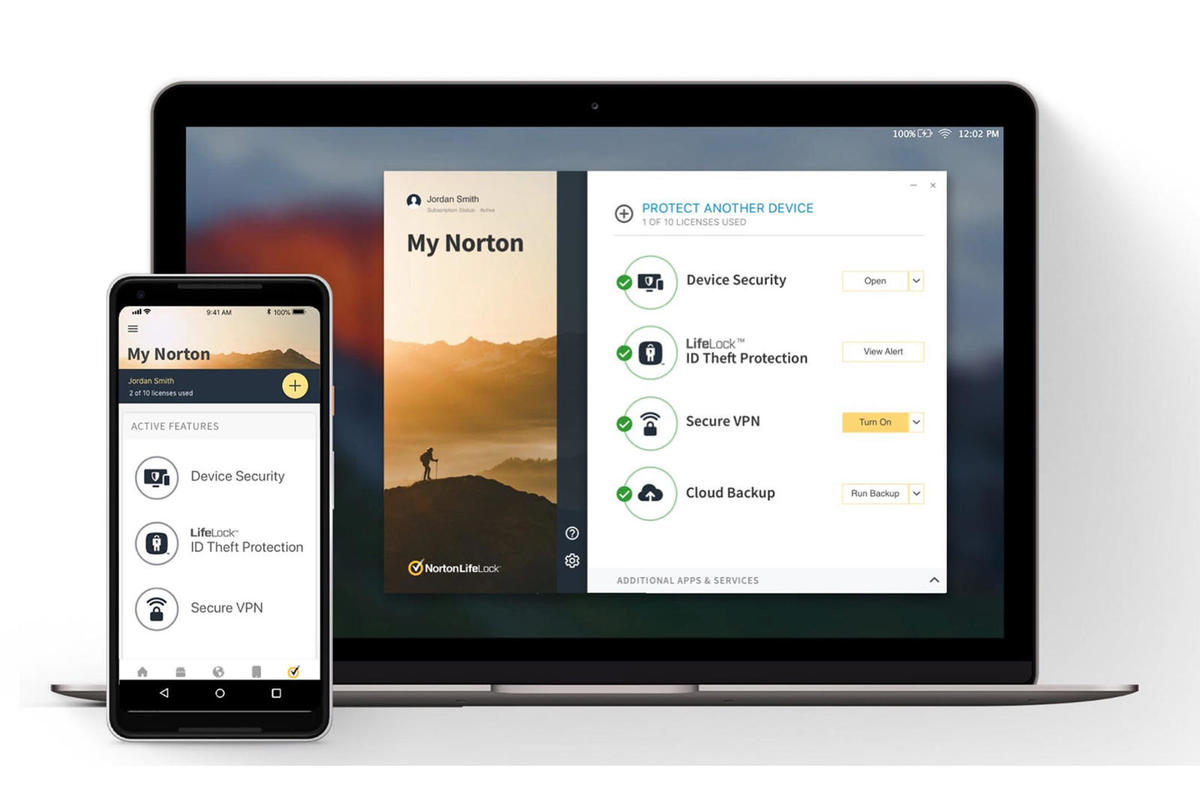 100% 12:02 PM
Jordan Smith
Subscription Status: Active
My Norton
NortonLifeLock
PROTECT ANOTHER DEVICE
1 OF 10 LICENSES USED
Device Security
Open
LifeLock™
ID Theft Protection
View Alert
Secure VPN
Turn On
Cloud Backup
Run Backup
ADDITIONAL APPS & SERVICES
9:41 AM 100%
My Norton
Jordan Smith
2 of 10 licenses used
ACTIVE FEATURES
Device Security
LifeLock™
ID Theft Protection
Secure VPN